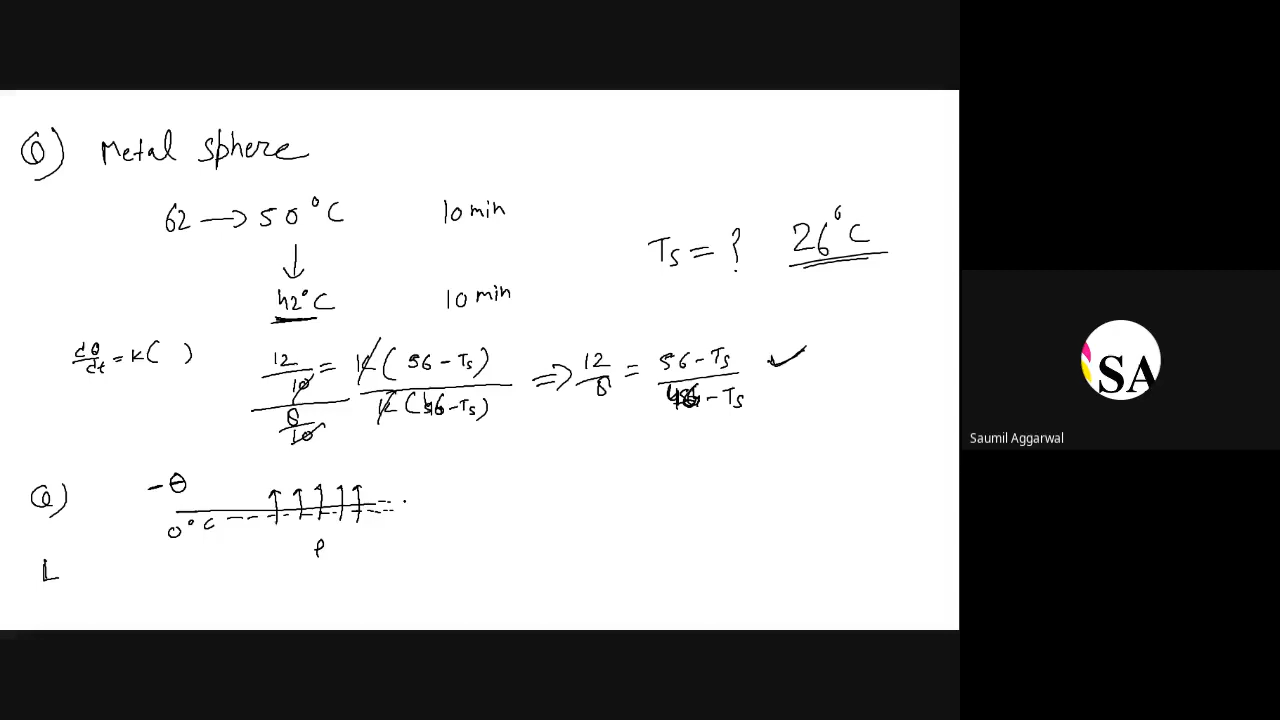 Q) Metal Sphere
62 → 50°C 10 min
Ts = ? 26°C
↓
42°C 10 min
dθ/dt = K( )
12/10 / 8/10 = K(56 - Ts) / K(46 - Ts) ⇒ 12/8 = 56 - Ts / 46 - Ts ✓
Q) -θ
0°C
ρ
L
SA
Saumil Aggarwal